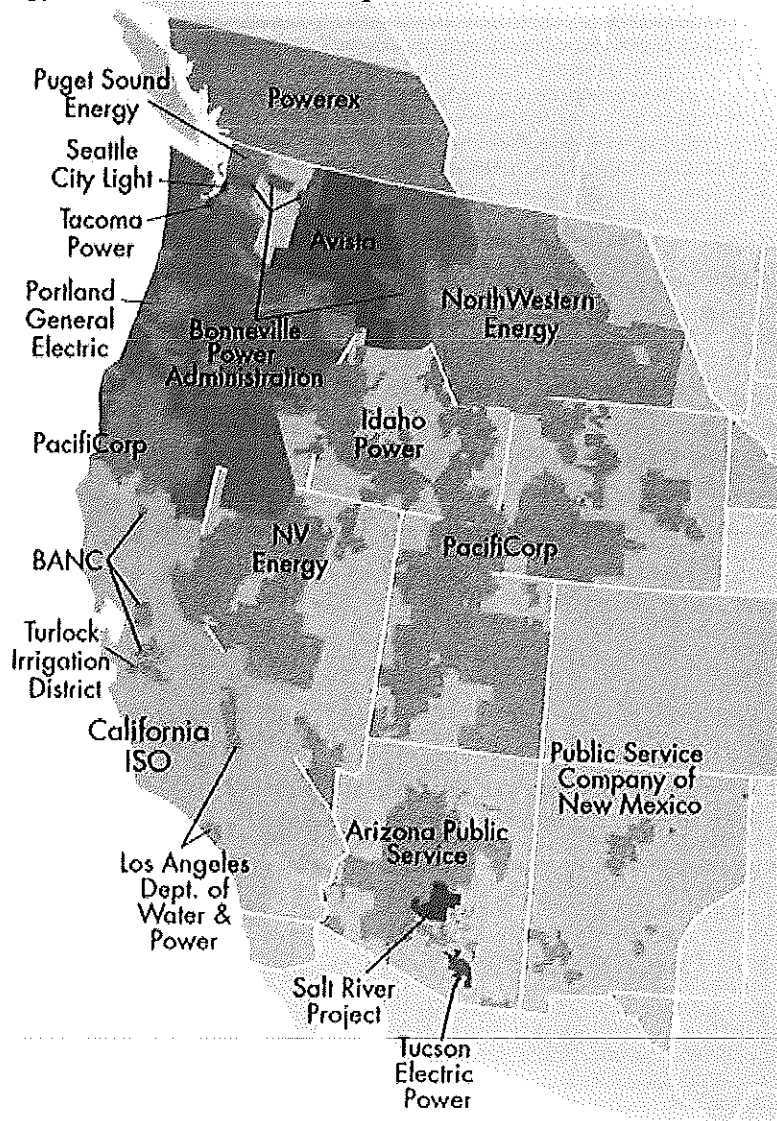 Puget Sound
Energy
Powerex
Seattle
City Light
Tacoma
Power
Avista
Portland
General
Electric
NorthWestern
Energy
Bonneville
Power
Administration
PacifiCorp
Idaho
Power
BANC
NV
Energy
PacifiCorp
Turlock
Irrigation
District
California
ISO
Public Service
Company of
New Mexico
Arizona Public
Service
Los Angeles
Dept. of
Water &
Power
Salt River
Project
Tucson
Electric
Power